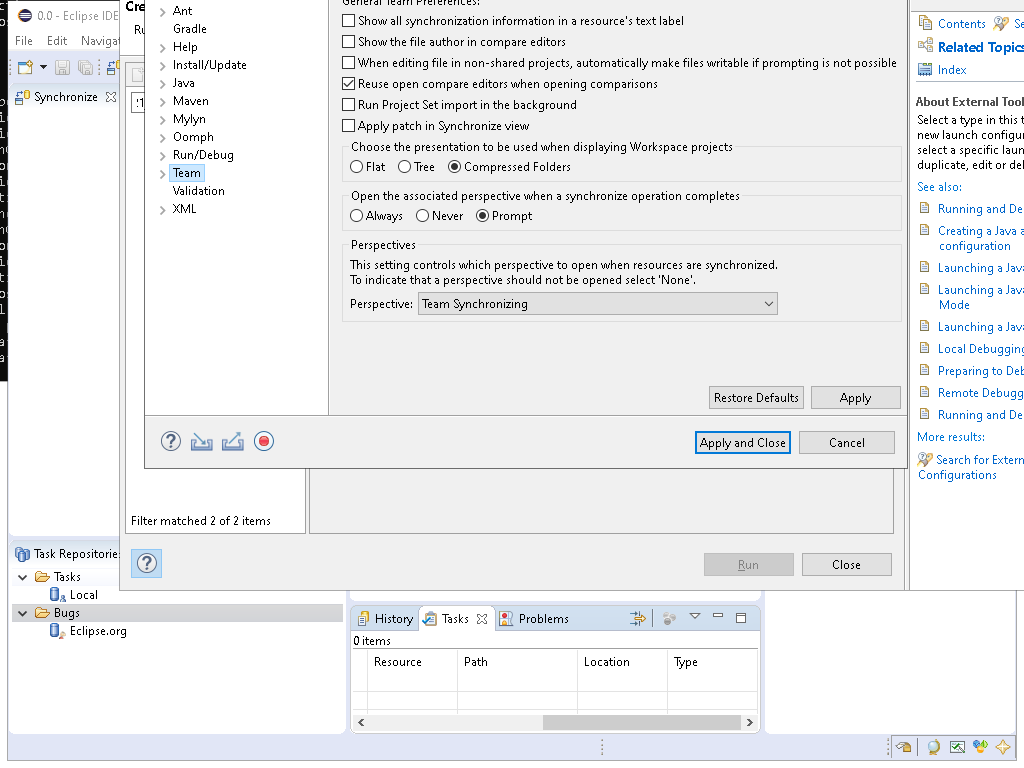 0.0 - Eclipse IDE
File Edit Navigat
Synchronize
Cre
Ru
Ant
Gradle
Help
Install/Update
Java
Maven
Mylyn
Oomph
Run/Debug
Team
Validation
XML
General Team Preferences:
Show all synchronization information in a resource's text label
Show the file author in compare editors
When editing file in non-shared projects, automatically make files writable if prompting is not possible
Reuse open compare editors when opening comparisons
Run Project Set import in the background
Apply patch in Synchronize view
Choose the presentation to be used when displaying Workspace projects
Flat Tree Compressed Folders
Open the associated perspective when a synchronize operation completes
Always Never Prompt
Perspectives
This setting controls which perspective to open when resources are synchronized.
To indicate that a perspective should not be opened select 'None'.
Perspective: Team Synchronizing
Restore Defaults Apply
Apply and Close Cancel
Filter matched 2 of 2 items
Run Close
Contents Se
Related Topics
Index
About External Tool
Select a type in this t
new launch configur
select a specific laun
duplicate, edit or del
See also:
Running and De
Creating a Java a
configuration
Launching a Java
Launching a Java
Mode
Launching a Java
Local Debugging
Preparing to Deb
Remote Debugg
Running and De
More results:
Search for Extern
Configurations
Task Repositories
Tasks
Local
Bugs
Eclipse.org
History Tasks Problems
0 items
Resource Path Location Type